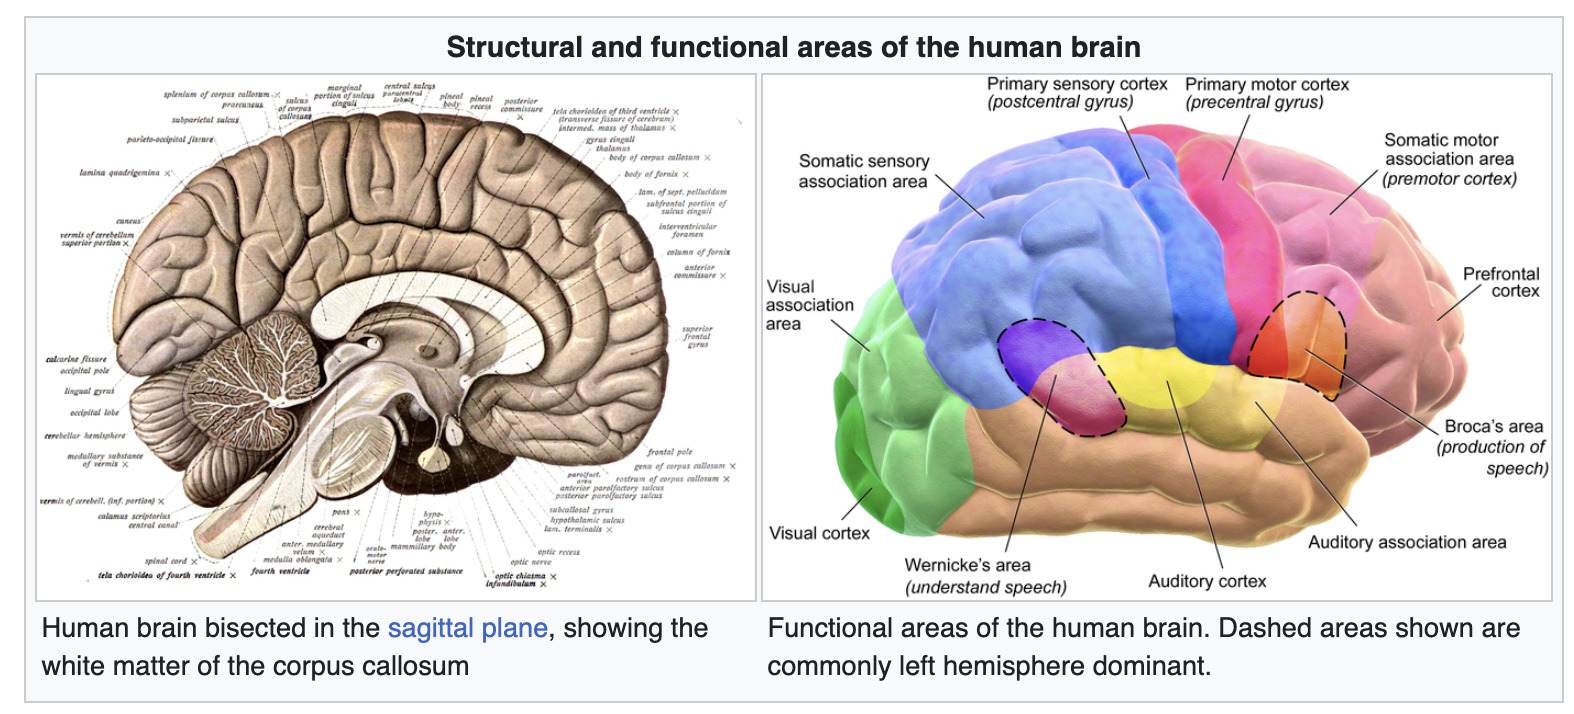 Structural and functional areas of the human brain
splenium of corpus callosum
praecuneus
subparietal sulcus
parieto-occipital fissure
lamina quadrigemina ×
cuneus
vermis of cerebellum
superior portion ×
calcarine fissure
occipital pole
lingual gyrus
occipital lobe
cerebellar hemisphere
medullary substance
of vermis ×
vermis of cerebell. (inf. portion) ×
calamus scriptorius
central canal
spinal cord ×
tela chorioidea of fourth ventricle ×
sulcus
of corpus
callosum
marginal
portion of sulcus
cinguli
central sulcus
paracentral
lobule
pineal
body
pineal
recess
posterior
commissure
×
tela chorioidea of third ventricle ×
(transverse fissure of cerebrum)
intermed. mass of thalamus ×
gyrus cinguli
thalamus
body of corpus callosum ×
body of fornix ×
lam. of sept. pellucidum
subfrontal portion of
sulcus cinguli
interventricular
foramen
column of fornix
anterior
commissure ×
superior
frontal
gyrus
frontal pole
genu of corpus callosum ×
rostrum of corpus callosum ×
parolfact.
area
anterior parolfactory sulcus
posterior parolfactory sulcus
subcallosal gyrus
hypothalamic sulcus
lam. terminalis ×
optic recess
optic nerve
optic chiasma ×
infundibulum ×
pons ×
cerebral
aqueduct
anter. medullary
velum ×
medulla oblongata ×
fourth ventricle
hypo-
physis ×
poster. anter.
lobe lobe
mammillary body
oculo-
motor
nerve
posterior perforated substance
Primary sensory cortex
(postcentral gyrus)
Primary motor cortex
(precentral gyrus)
Somatic sensory
association area
Somatic motor
association area
(premotor cortex)
Visual
association
area
Prefrontal
cortex
Broca's area
(production of
speech)
Visual cortex
Auditory association area
Wernicke's area
(understand speech)
Auditory cortex
Human brain bisected in the sagittal plane, showing the
white matter of the corpus callosum
Functional areas of the human brain. Dashed areas shown are
commonly left hemisphere dominant.